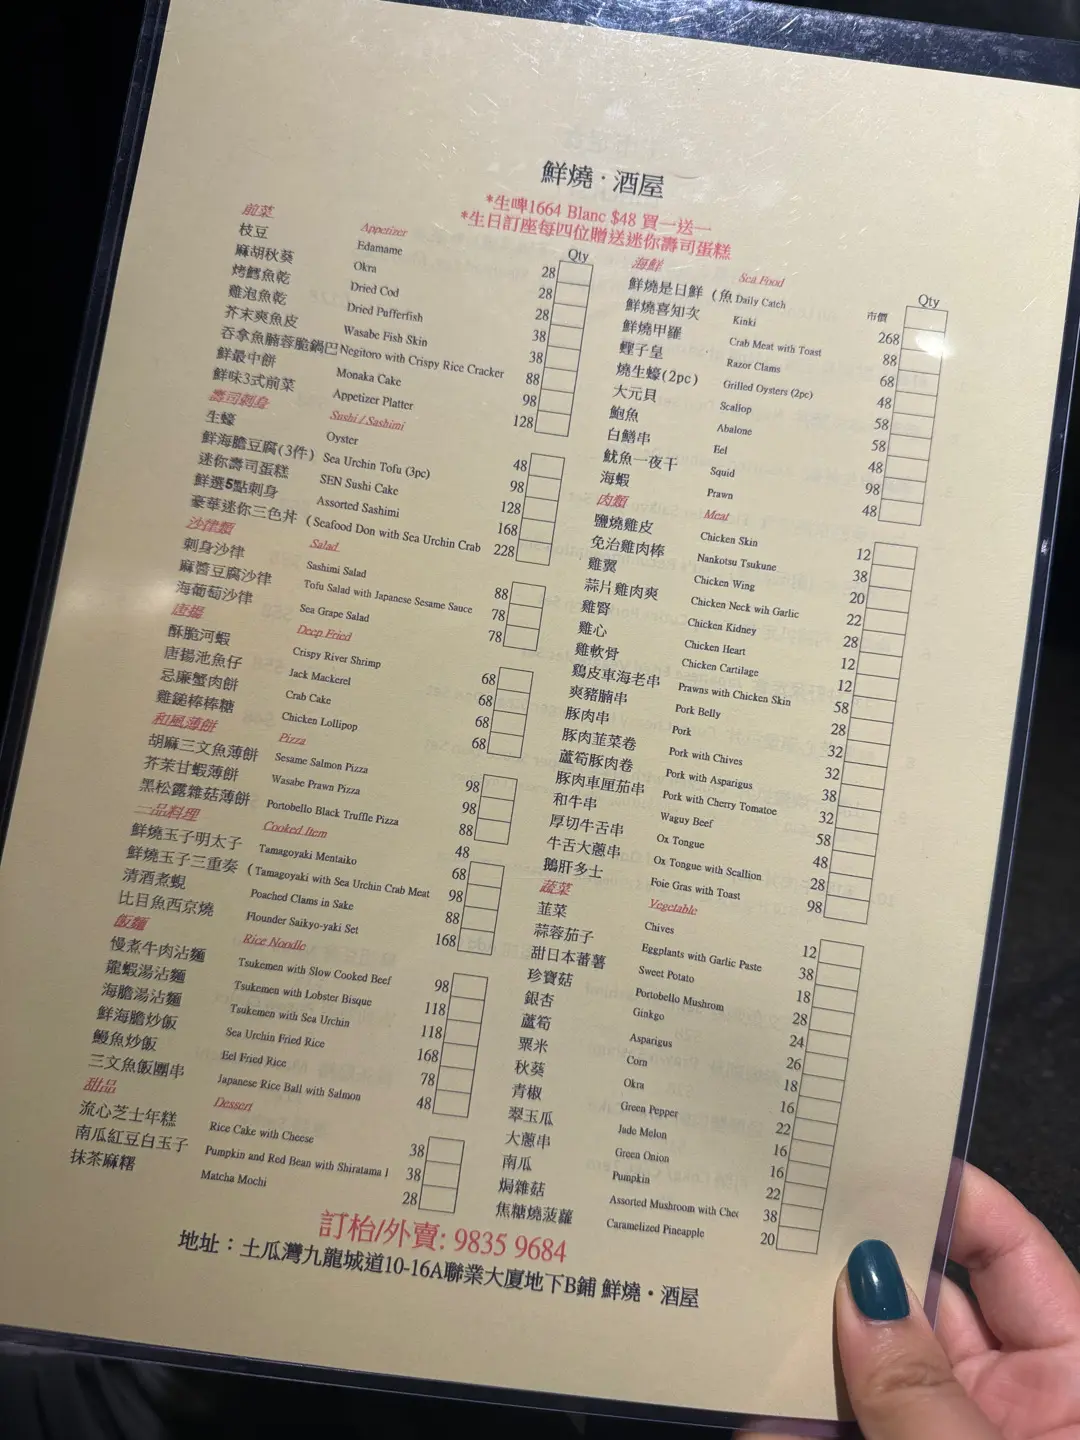 鮮燒·酒屋
*生啤1664 Blanc $48 買一送一
*生日訂座每四位贈送迷你壽司蛋糕
前菜 Appetizer Qty
枝豆 Edamame 28
麻胡秋葵 Okra 28
烤鱈魚乾 Dried Cod 28
雞泡魚乾 Dried Pufferfish 38
芥末爽魚皮 Wasabe Fish Skin 38
吞拿魚腩蓉脆鍋巴 Negitoro with Crispy Rice Cracker 88
鮮最中餅 Monaka Cake 98
鮮味3式前菜 Appetizer Platter 128
壽司刺身 Sushi / Sashimi
生蠔 Oyster 48
鮮海膽豆腐(3件) Sea Urchin Tofu (3pc) 98
迷你壽司蛋糕 SEN Sushi Cake 128
鮮選5點刺身 Assorted Sashimi 168
豪華迷你三色丼 ( Seafood Don with Sea Urchin Crab 228
沙律類 Salad
刺身沙律 Sashimi Salad 88
麻醬豆腐沙律 Tofu Salad with Japanese Sesame Sauce 78
海葡萄沙律 Sea Grape Salad 78
唐揚 Deep Fried
酥脆河蝦 Crispy River Shrimp 68
唐揚池魚仔 Jack Mackerel 68
忌廉蟹肉餅 Crab Cake 68
雞鎚棒棒糖 Chicken Lollipop 68
和風薄餅 Pizza
胡麻三文魚薄餅 Sesame Salmon Pizza 98
芥茉甘蝦薄餅 Wasabe Prawn Pizza 98
黑松露雜菇薄餅 Portobello Black Truffle Pizza 88
一品料理 Cooked Item 48
鮮燒玉子明太子 Tamagoyaki Mentaiko 68
鮮燒玉子三重奏 ( Tamagoyaki with Sea Urchin Crab Meat 98
清酒煮蜆 Poached Clams in Sake 88
比目魚西京燒 Flounder Saikyo-yaki Set 168
飯麵 Rice Noodle
慢煮牛肉沾麵 Tsukemen with Slow Cooked Beef 98
龍蝦湯沾麵 Tsukemen with Lobster Bisque 118
海膽湯沾麵 Tsukemen with Sea Urchin 118
鮮海膽炒飯 Sea Urchin Fried Rice 168
鰻魚炒飯 Eel Fried Rice 78
三文魚飯團串 Japanese Rice Ball with Salmon 48
甜品 Dessert
流心芝士年糕 Rice Cake with Cheese 38
南瓜紅豆白玉子 Pumpkin and Red Bean with Shiratama 38
抹茶麻糬 Matcha Mochi 28
海鮮 Sea Food Qty
鮮燒是日鮮 (魚 Daily Catch 市價
鮮燒喜知次 Kinki 268
鮮燒甲羅 Crab Meat with Toast 88
鰹子皇 Razor Clams 68
燒生蠔(2pc) Grilled Oysters (2pc) 48
大元貝 Scallop 58
鮑魚 Abalone 58
白鱔串 Eel 48
魷魚一夜干 Squid 98
海蝦 Prawn 48
肉類 Meat
鹽燒雞皮 Chicken Skin 12
免治雞肉棒 Nankotsu Tsukune 38
雞翼 Chicken Wing 20
蒜片雞肉爽 Chicken Neck wih Garlic 22
雞腎 Chicken Kidney 28
雞心 Chicken Heart 12
雞軟骨 Chicken Cartilage 12
鷄皮車海老串 Prawns with Chicken Skin 58
爽豬腩串 Pork Belly 28
豚肉串 Pork 32
豚肉韮菜卷 Pork with Chives 32
蘆筍豚肉卷 Pork with Asparigus 38
豚肉車厘茄串 Pork with Cherry Tomatoe 32
和牛串 Waguy Beef 58
厚切牛舌串 Ox Tongue 48
牛舌大蔥串 Ox Tongue with Scallion 28
鵝肝多士 Foie Gras with Toast 98
蔬菜 Vegetable
韮菜 Chives 12
蒜蓉茄子 Eggplants with Garlic Paste 38
甜日本蕃薯 Sweet Potato 18
珍寶菇 Portobello Mushrom 28
銀杏 Ginkgo 24
蘆筍 Asparigus 26
粟米 Corn 18
秋葵 Okra 16
青椒 Green Pepper 22
翠玉瓜 Jade Melon 16
大蔥串 Green Onion 16
南瓜 Pumpkin 22
焗雜菇 Assorted Mushroom with Chee 38
焦糖燒菠蘿 Caramelized Pineapple 20
訂枱/外賣: 9835 9684
地址：土瓜灣九龍城道10-16A聯業大廈地下B鋪 鮮燒・酒屋